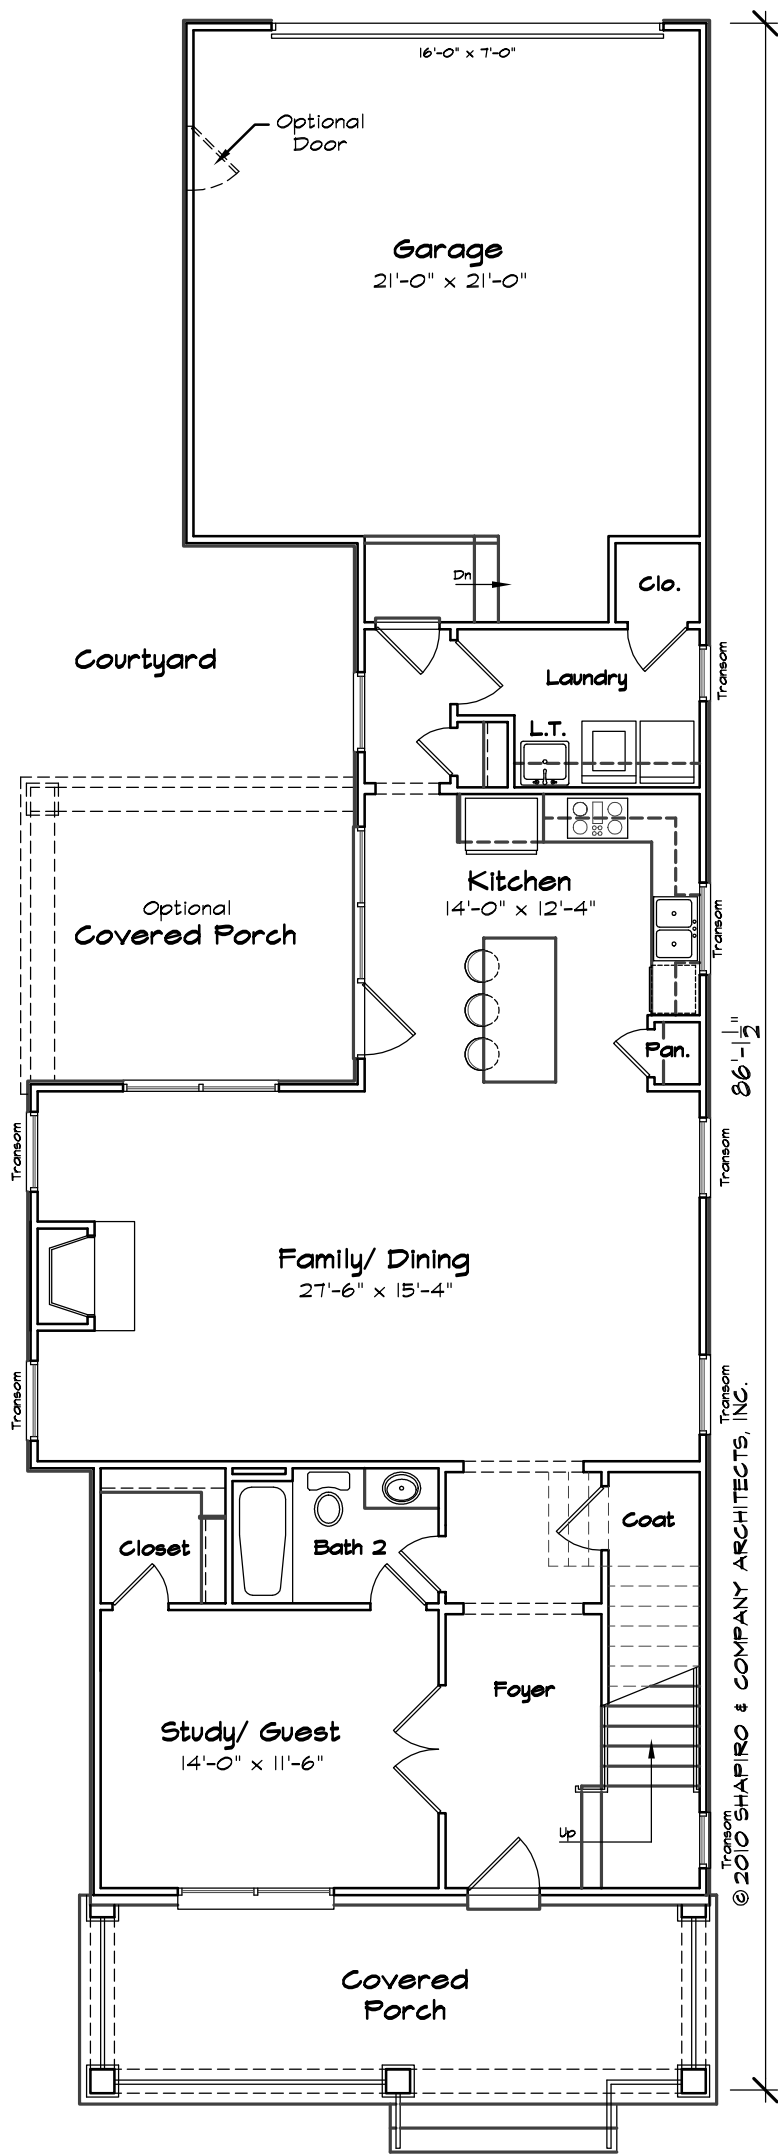 16'-0" x 7'-0"
Optional
Door
Garage
21'-0" x 21'-0"
Dn
Clo.
Courtyard
Laundry
Transom
L.T.
Kitchen
14'-0" x 12'-4"
Optional
Covered Porch
Transom
Pan.
86'-1 1/2"
Transom
Transom
Family/ Dining
27'-6" x 15'-4"
Transom
Transom
Closet
Bath 2
Coat
Foyer
Study/ Guest
14'-0" x 11'-6"
Up
Transom
© 2010 SHAPIRO & COMPANY ARCHITECTS, INC.
Covered
Porch